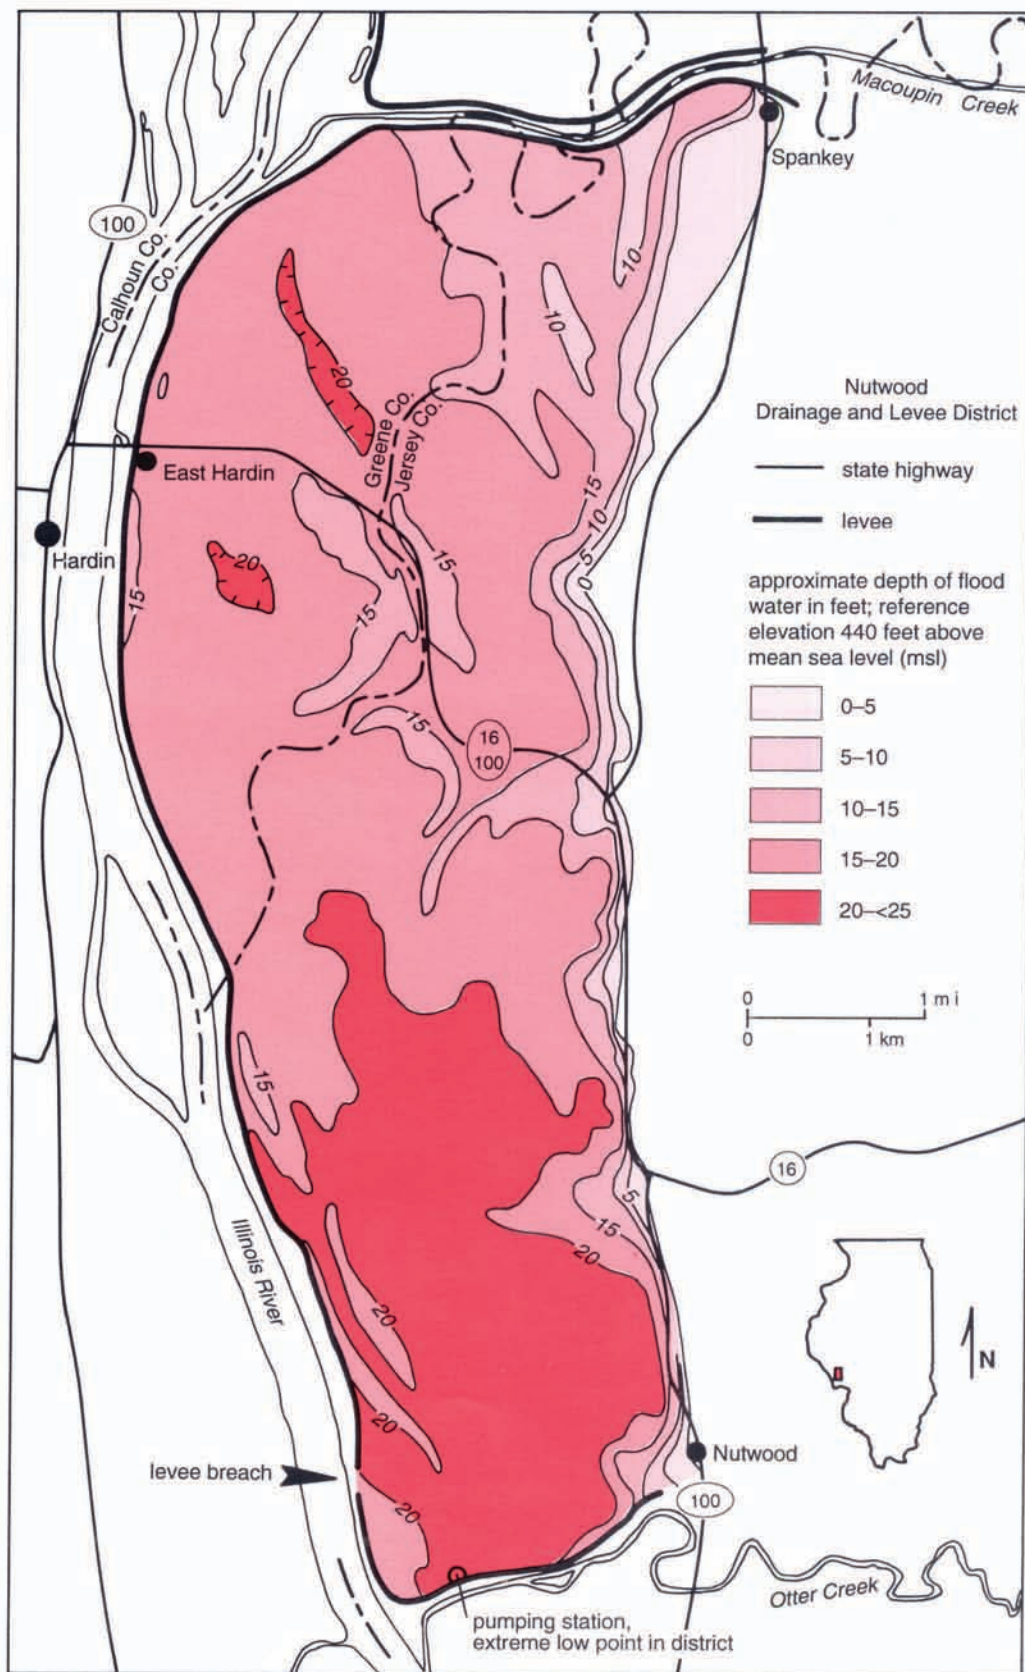 Macoupin Creek
Spankey
100
Calhoun Co.
Co.
10
10
20
Greene Co.
Jersey Co.
Nutwood
Drainage and Levee District
state highway
levee
East Hardin
Hardin
15
10
5
0
20
15
15
15
approximate depth of flood
water in feet; reference
elevation 440 feet above
mean sea level (msl)
0–5
5–10
10–15
15–20
20–<25
15
16
100
0 1 mi
0 1 km
15
16
5
15
20
Illinois River
20
N
20
levee breach
Nutwood
20
100
Otter Creek
pumping station,
extreme low point in district